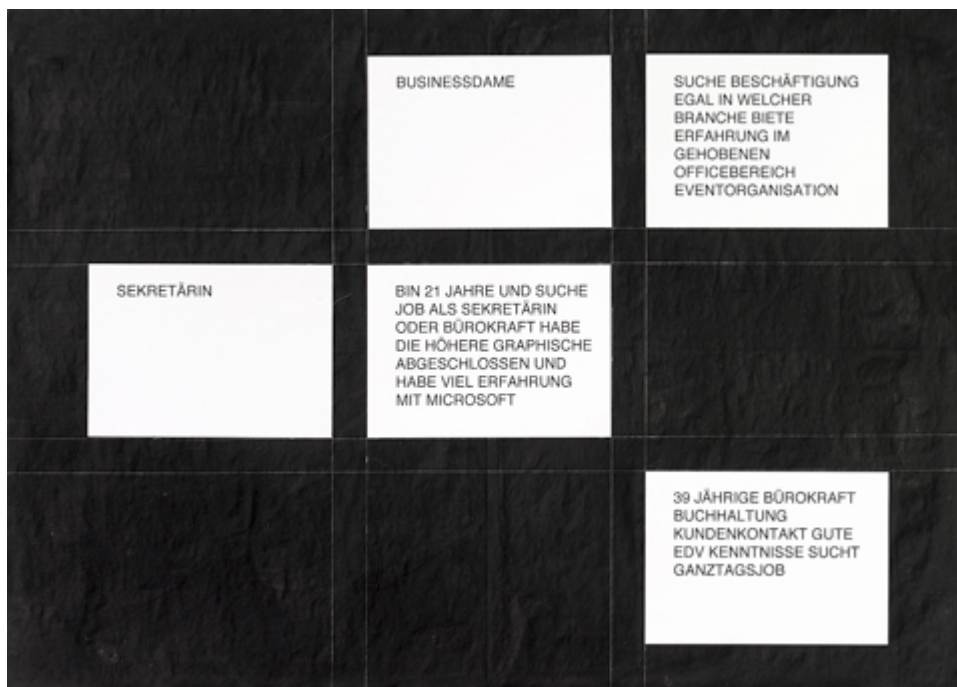 BUSINESSDAME
SUCHE BESCHÄFTIGUNG
EGAL IN WELCHER
BRANCHE BIETE
ERFAHRUNG IM
GEHOBENEN
OFFICEBEREICH
EVENTORGANISATION
SEKRETÄRIN
BIN 21 JAHRE UND SUCHE
JOB ALS SEKRETÄRIN
ODER BÜROKRAFT HABE
DIE HÖHERE GRAPHISCHE
ABGESCHLOSSEN UND
HABE VIEL ERFAHRUNG
MIT MICROSOFT
39 JÄHRIGE BÜROKRAFT
BUCHHALTUNG
KUNDENKONTAKT GUTE
EDV KENNTNISSE SUCHT
GANZTAGSJOB